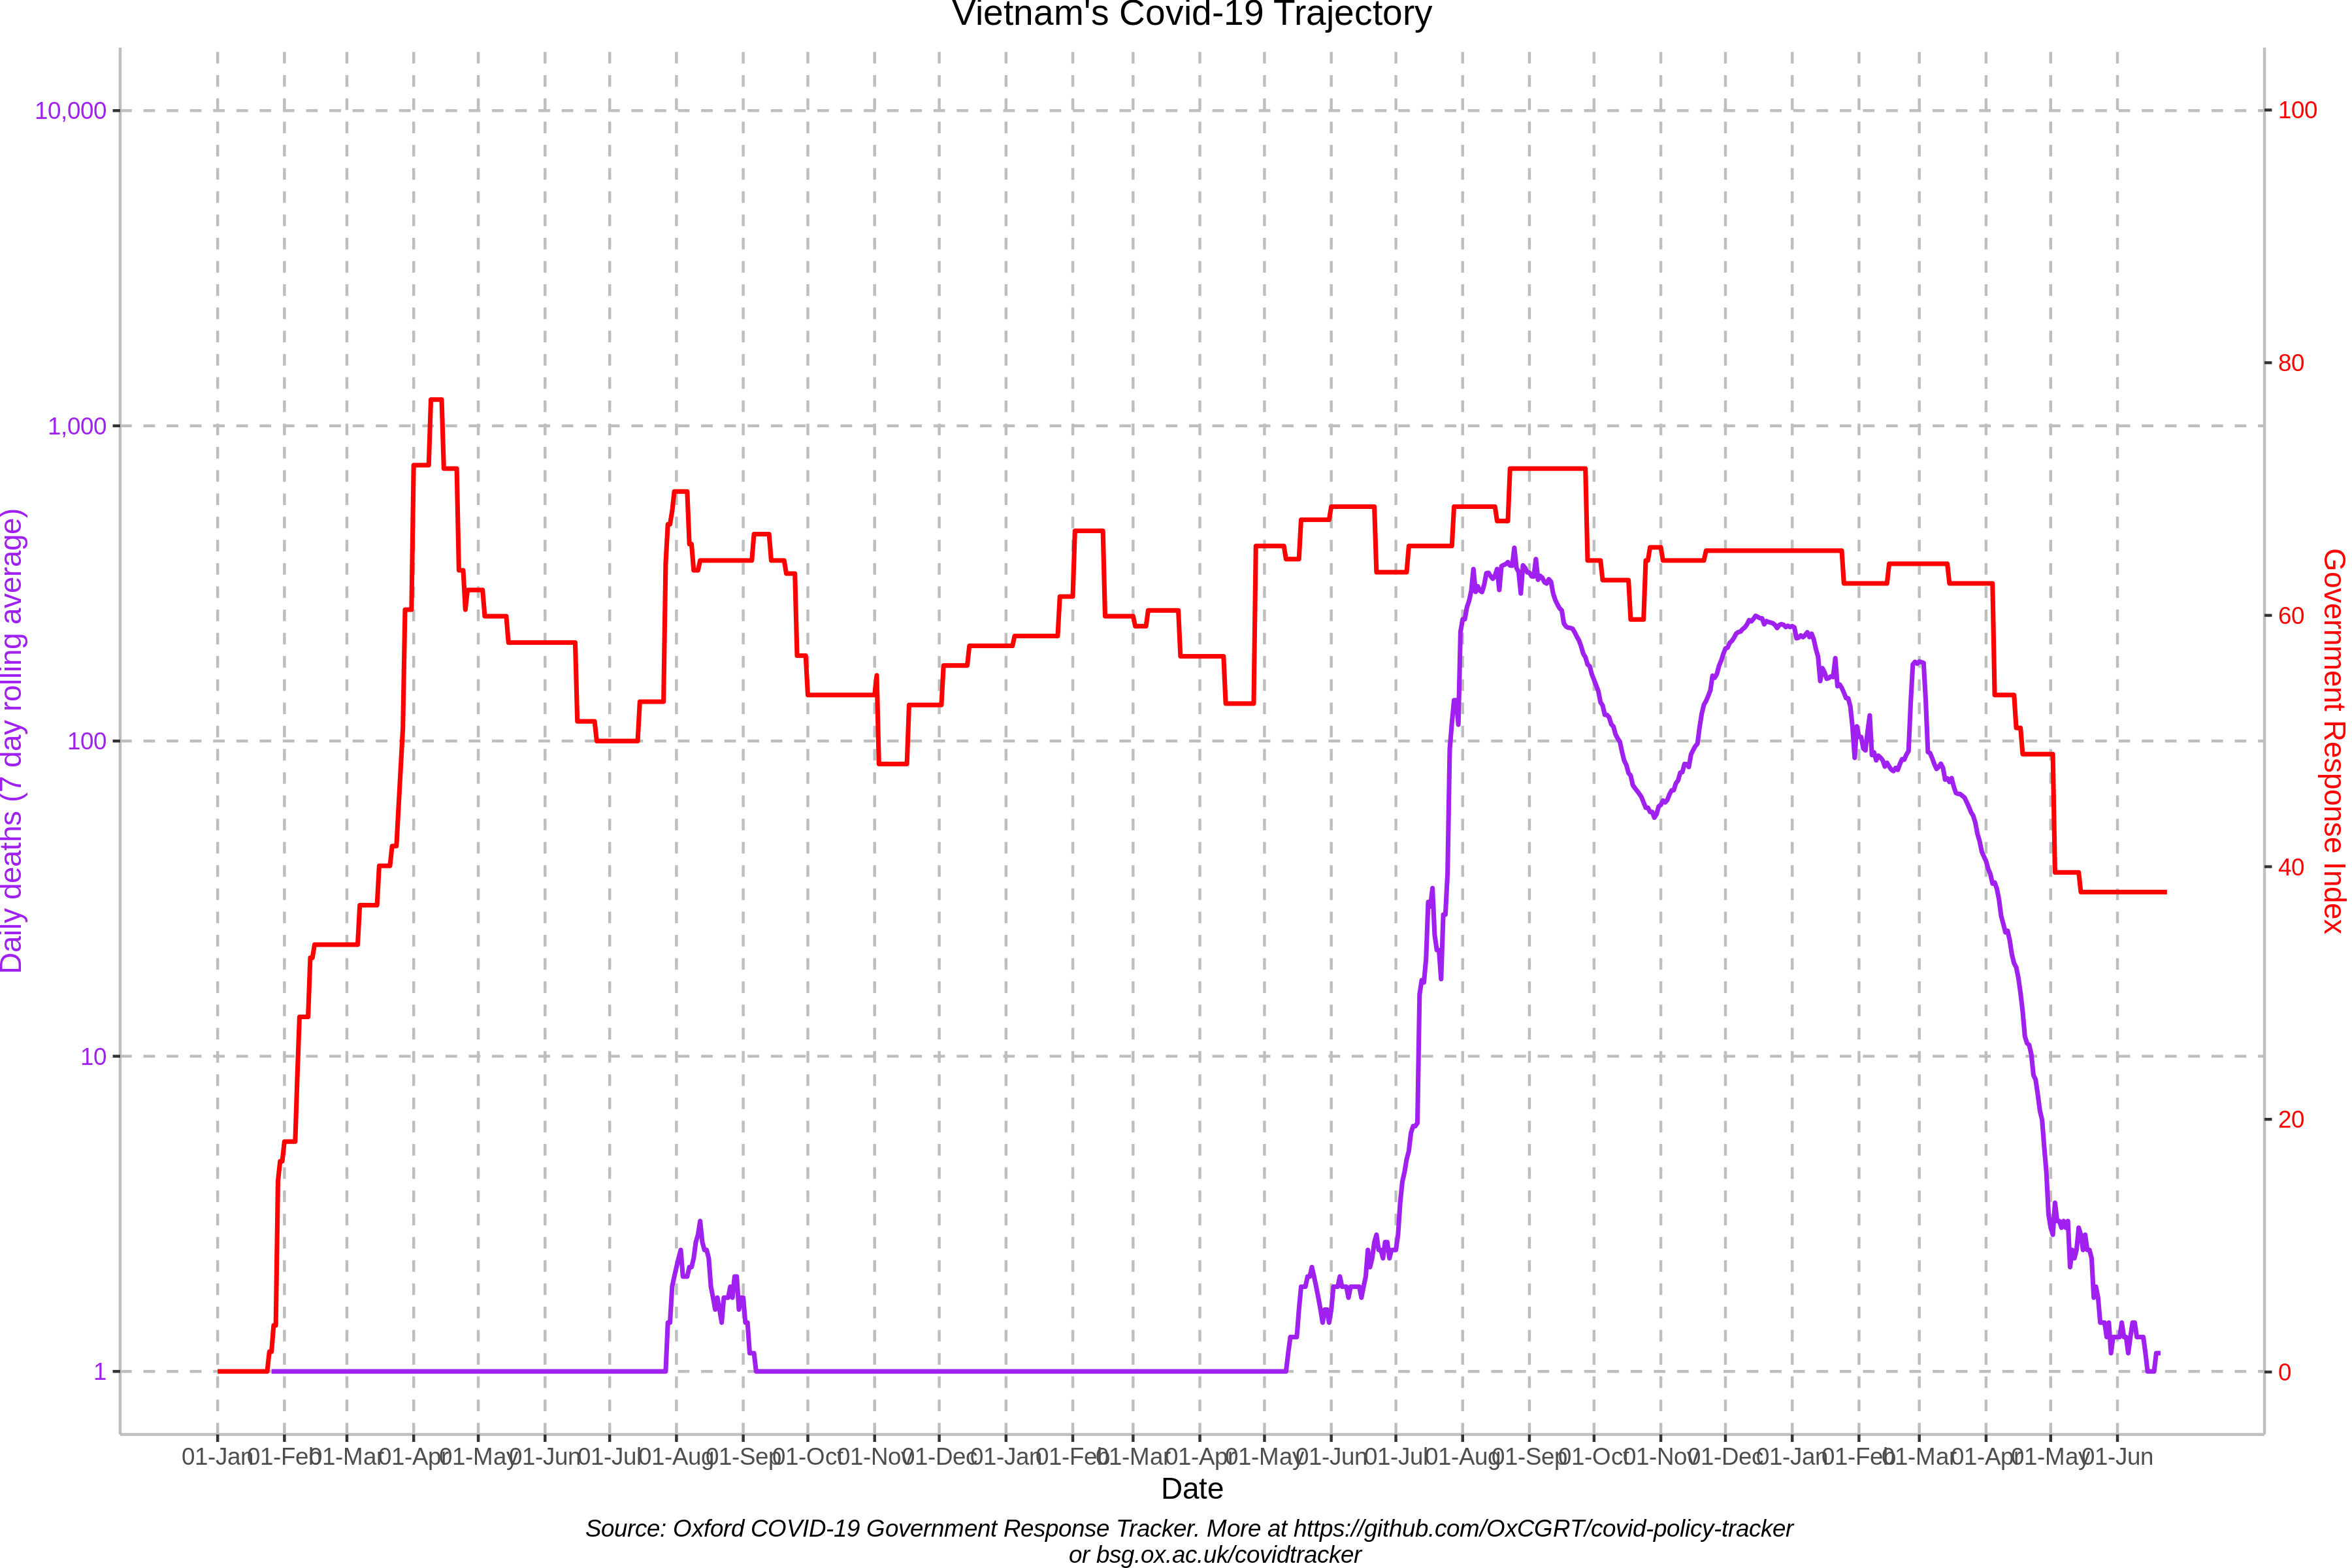 Vietnam's Covid-19 Trajectory
Daily deaths (7 day rolling average)
10,000
1,000
100
10
1
100
80
60
40
20
0
Government Response Index
01-Jan 01-Feb 01-Mar 01-Apr 01-May 01-Jun 01-Jul 01-Aug 01-Sep 01-Oct 01-Nov 01-Dec 01-Jan 01-Feb 01-Mar 01-Apr 01-May 01-Jun 01-Jul 01-Aug 01-Sep 01-Oct 01-Nov 01-Dec 01-Jan 01-Feb 01-Mar 01-Apr 01-May 01-Jun
Date
Source: Oxford COVID-19 Government Response Tracker. More at https://github.com/OxCGRT/covid-policy-tracker
or bsg.ox.ac.uk/covidtracker